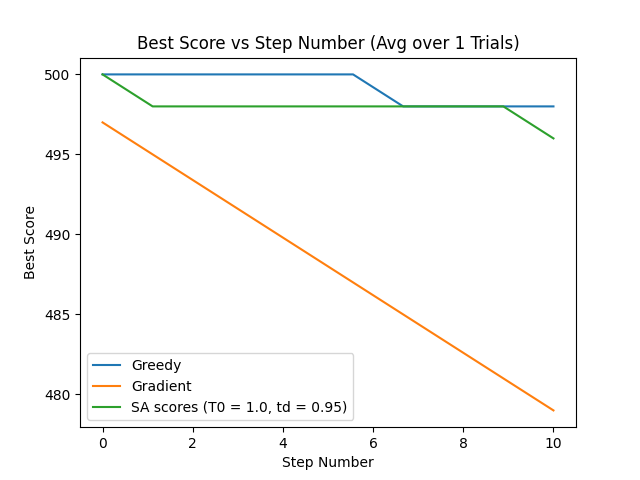 Best Score vs Step Number (Avg over 1 Trials)
Best Score
500
495
490
485
480
Greedy
Gradient
SA scores (T0 = 1.0, td = 0.95)
0 2 4 6 8 10
Step Number